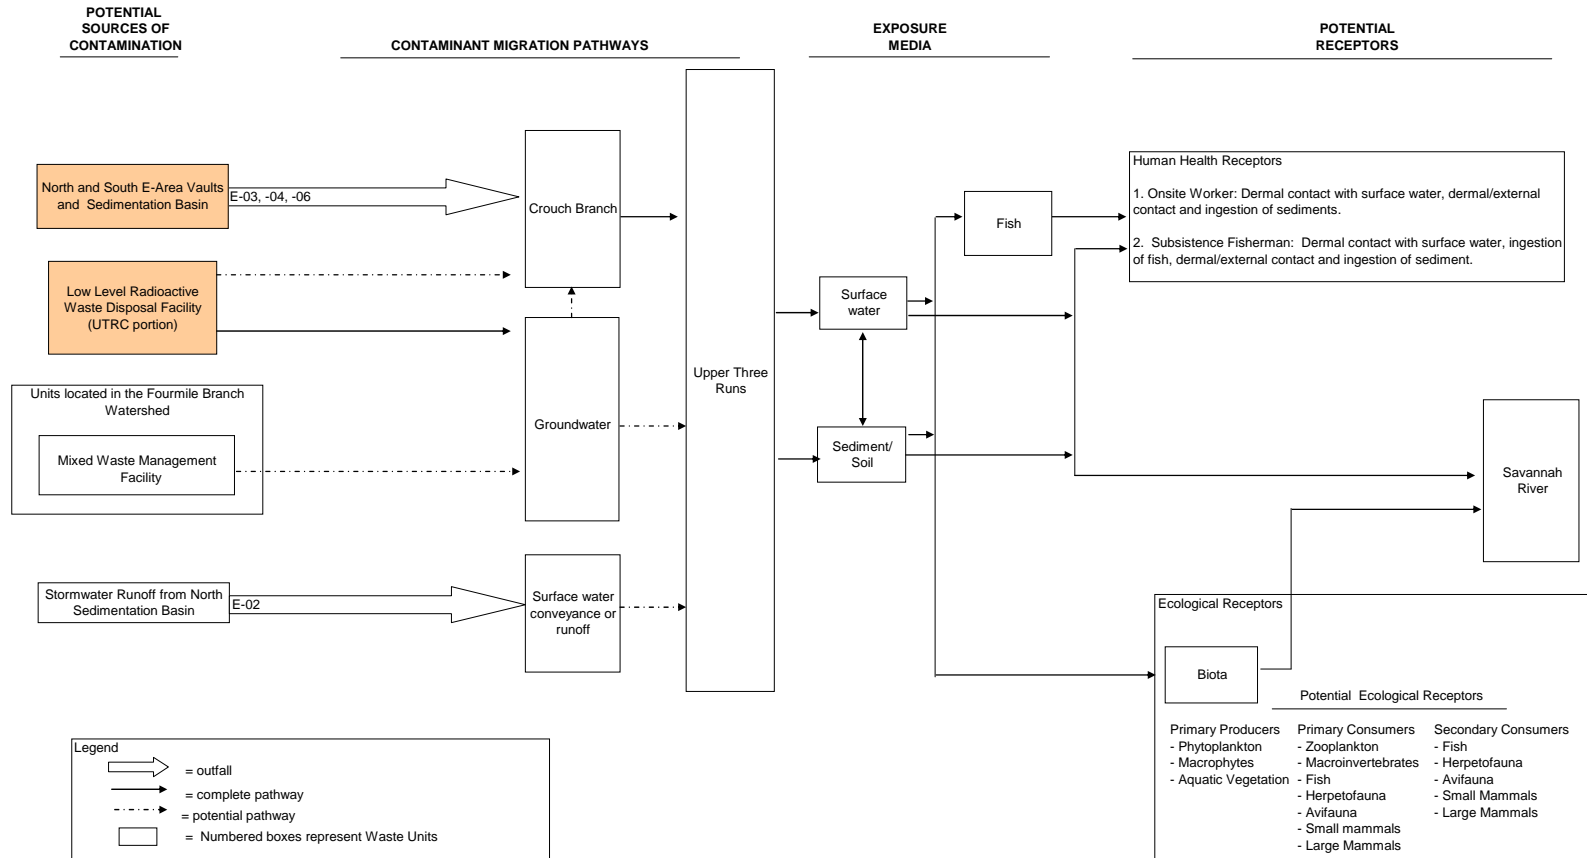 POTENTIAL
SOURCES OF
CONTAMINATION
CONTAMINANT MIGRATION PATHWAYS
EXPOSURE
MEDIA
POTENTIAL
RECEPTORS
North and South E-Area Vaults
and Sedimentation Basin
E-03, -04, -06
Crouch Branch
Low Level Radioactive
Waste Disposal Facility
(UTRC portion)
Units located in the Fourmile Branch
Watershed
Mixed Waste Management
Facility
Groundwater
Stormwater Runoff from North
Sedimentation Basin
E-02
Surface water
conveyance or
runoff
Upper Three
Runs
Surface
water
Sediment/
Soil
Fish
Human Health Receptors
1. Onsite Worker: Dermal contact with surface water, dermal/external
contact and ingestion of sediments.
2. Subsistence Fisherman: Dermal contact with surface water, ingestion
of fish, dermal/external contact and ingestion of sediment.
Savannah
River
Ecological Receptors
Biota
Potential Ecological Receptors
Primary Producers
- Phytoplankton
- Macrophytes
- Aquatic Vegetation
Primary Consumers
- Zooplankton
- Macroinvertebrates
- Fish
- Herpetofauna
- Avifauna
- Small mammals
- Large Mammals
Secondary Consumers
- Fish
- Herpetofauna
- Avifauna
- Small Mammals
- Large Mammals
Legend
= outfall
= complete pathway
= potential pathway
= Numbered boxes represent Waste Units